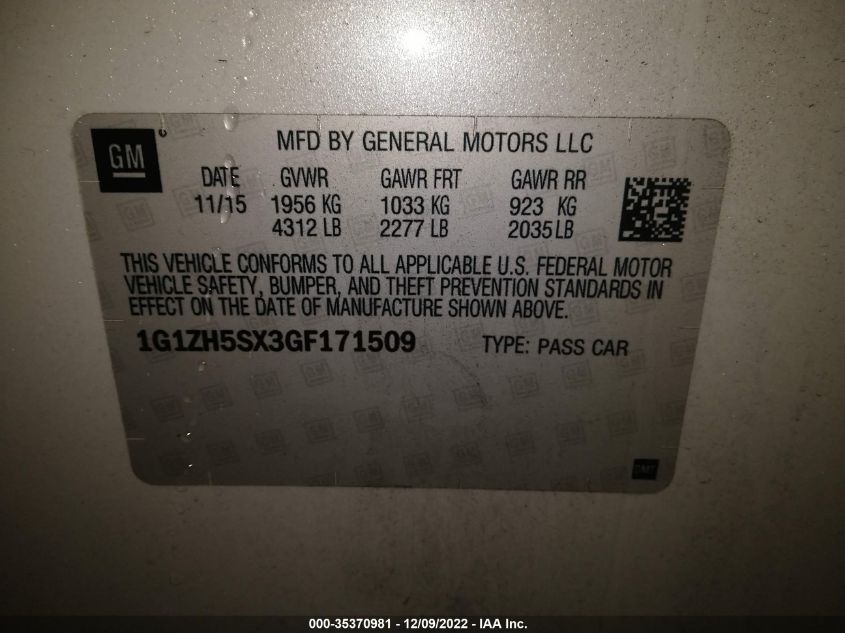 GM
MFD BY GENERAL MOTORS LLC
DATE GVWR GAWR FRT GAWR RR
11/15 1956 KG 1033 KG 923 KG
4312 LB 2277 LB 2035 LB
THIS VEHICLE CONFORMS TO ALL APPLICABLE U.S. FEDERAL MOTOR
VEHICLE SAFETY, BUMPER, AND THEFT PREVENTION STANDARDS IN
EFFECT ON THE DATE OF MANUFACTURE SHOWN ABOVE.
1G1ZH5SX3GF171509 TYPE: PASS CAR
000-35370981 - 12/09/2022 - IAA Inc.